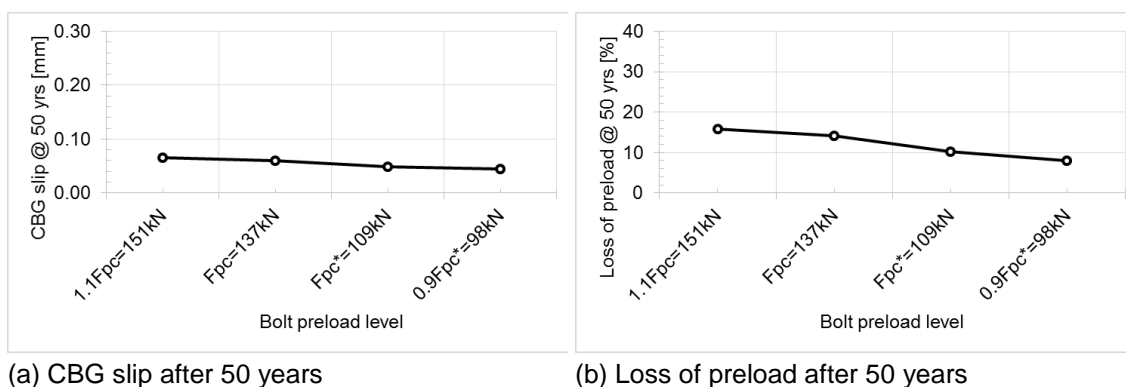 CBG slip @ 50 yrs [mm]
0.30
0.20
0.10
0.00
1.1Fpc=151kN
Fpc=137kN
Fpc*=109kN
0.9Fpc*=98kN
Bolt preload level
(a) CBG slip after 50 years
Loss of preload @ 50 yrs [%]
40
30
20
10
0
1.1Fpc=151kN
Fpc=137kN
Fpc*=109kN
0.9Fpc*=98kN
Bolt preload level
(b) Loss of preload after 50 years